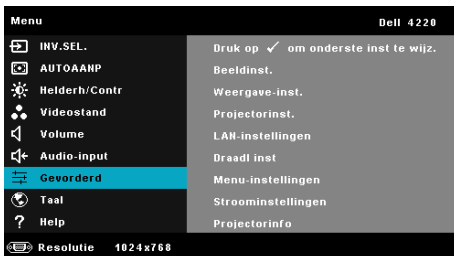 Menu Dell 4220
INV.SEL. Druk op ✓ om onderste inst te wijz.
AUTOAANP Beeldinst.
Helderh/Contr Weergave-inst.
Videostand Projectorinst.
Volume LAN-instellingen
Audio-input Draadl inst
Gevorderd Menu-instellingen
Taal Stroominstellingen
? Help Projectorinfo
Resolutie 1024x768